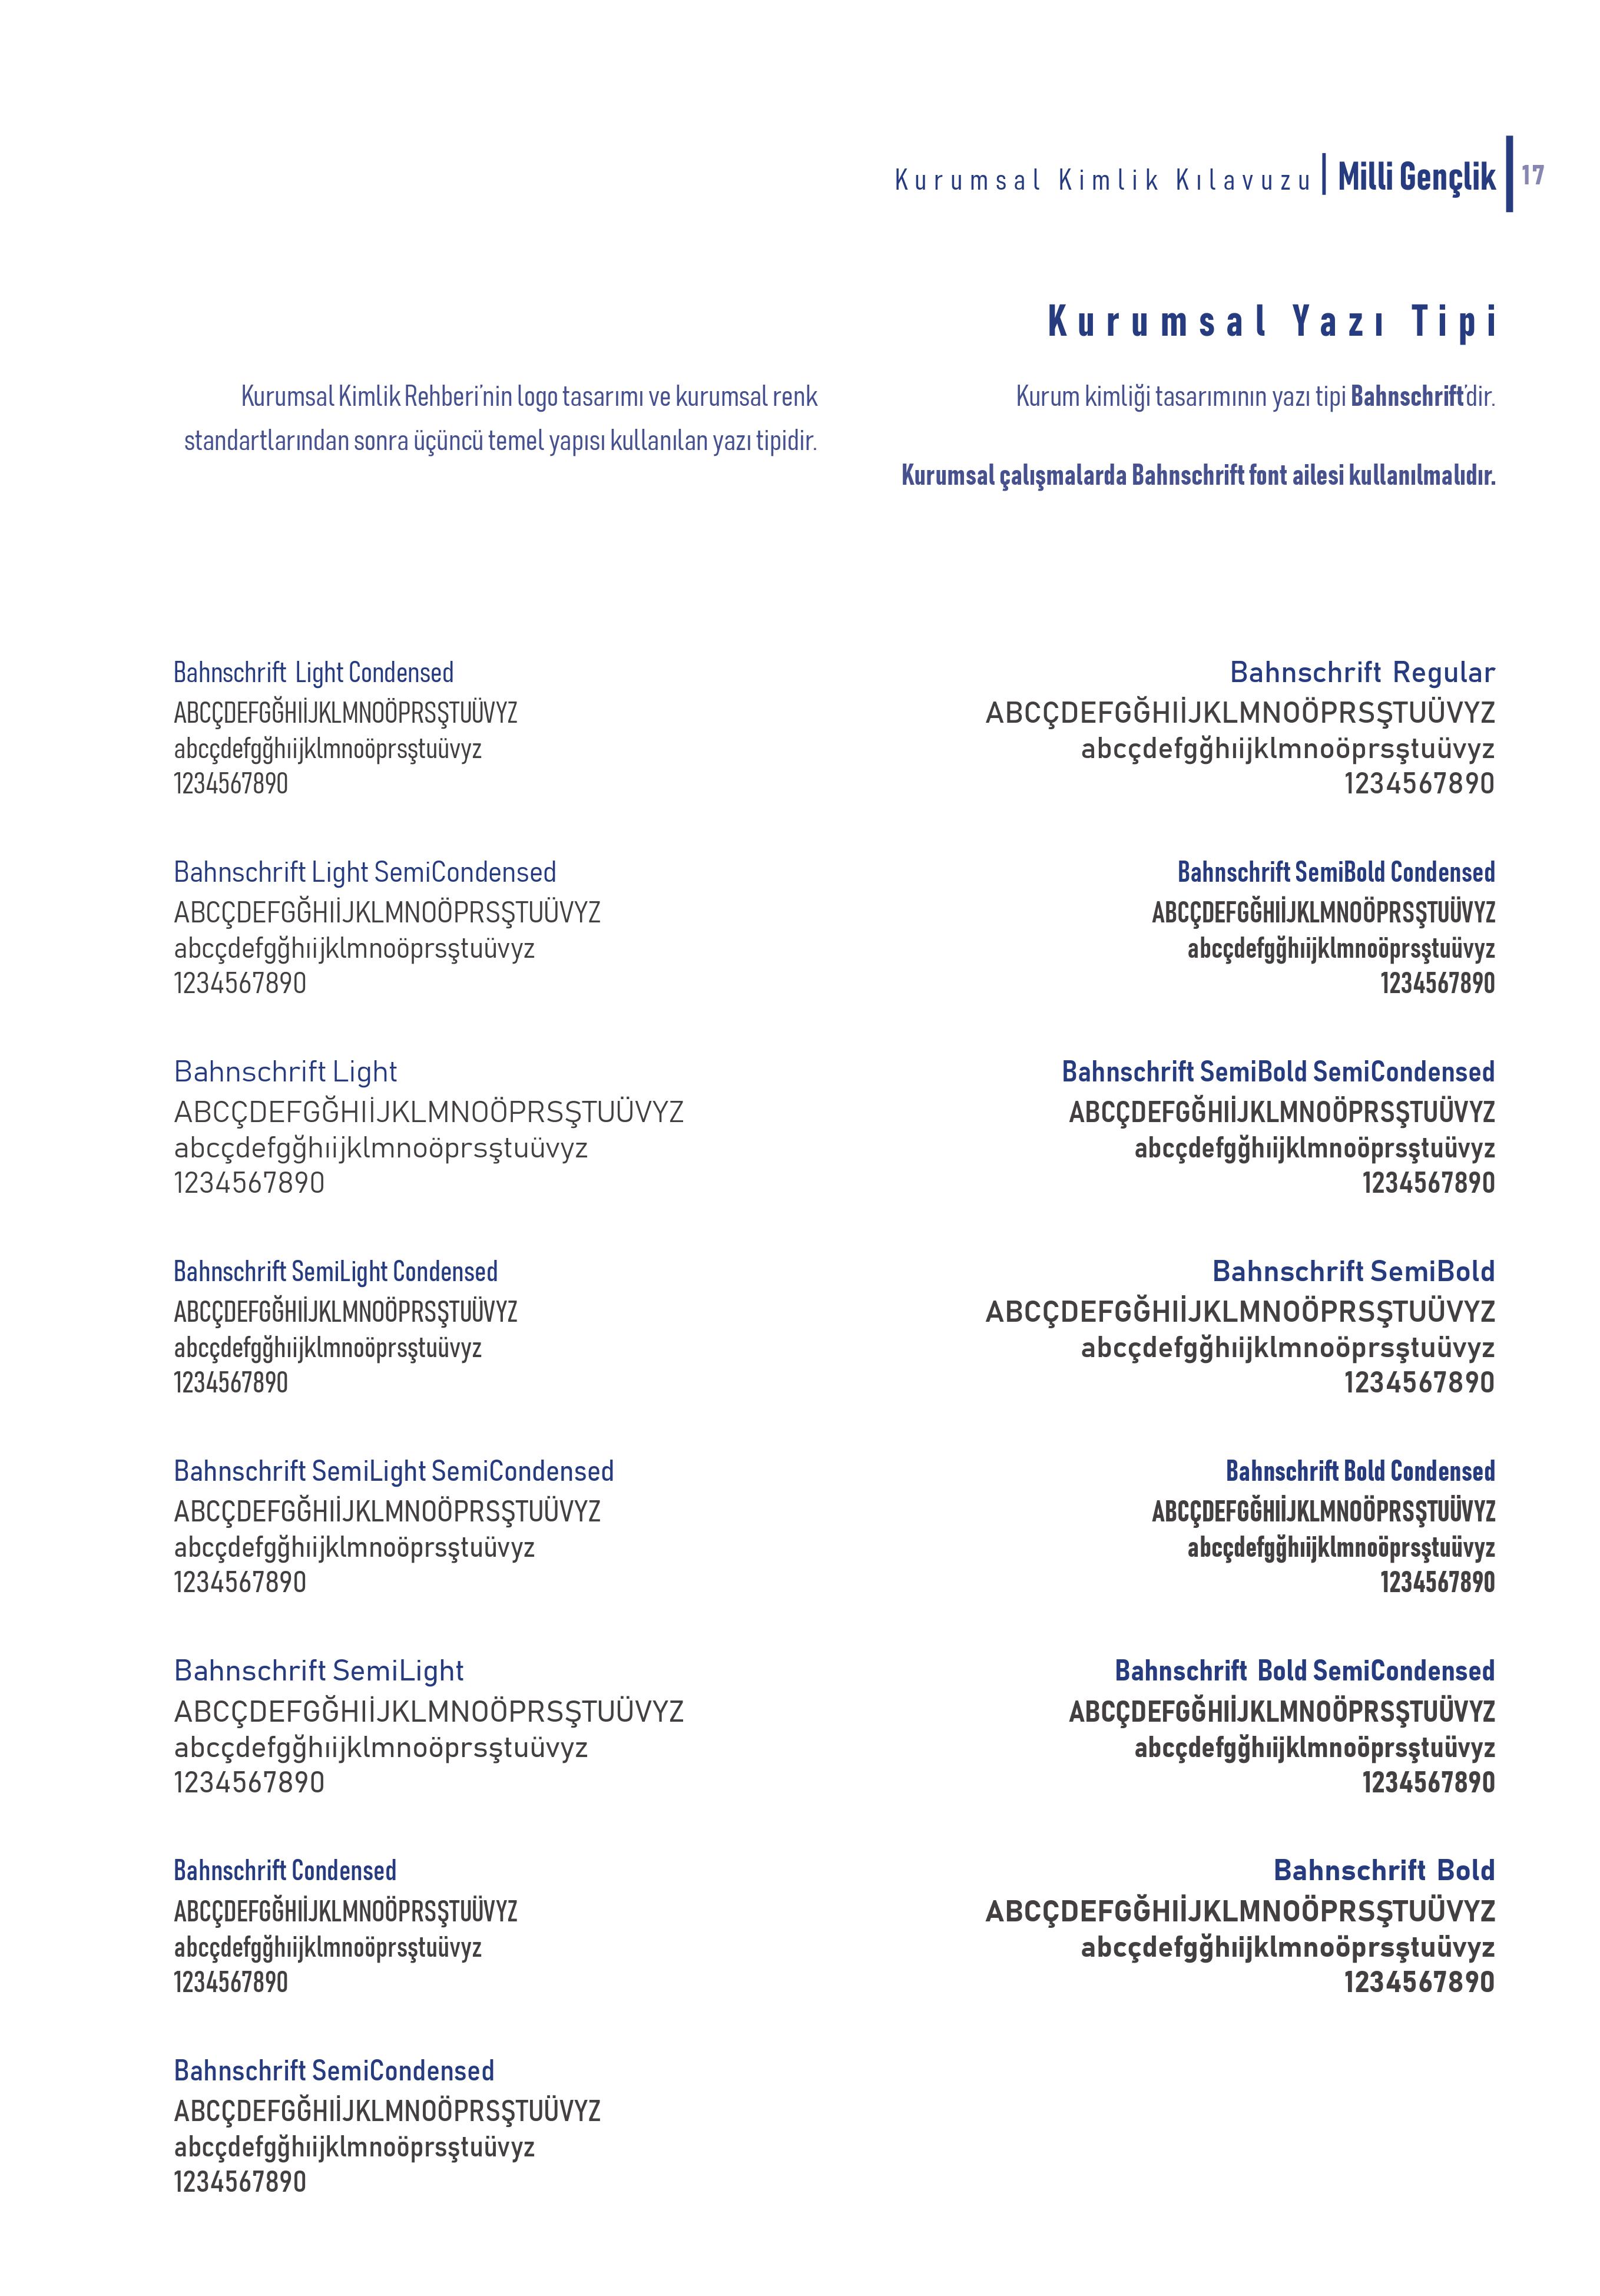 Kurumsal Kimlik Kılavuzu Milli Gençlik 17
Kurumsal Yazı Tipi
Kurumsal Kimlik Rehberi'nin logo tasarımı ve kurumsal renk
standartlarından sonra üçüncü temel yapısı kullanılan yazı tipidir.
Kurum kimliği tasarımının yazı tipi Bahnschrift'dir.
Kurumsal çalışmalarda Bahnschrift font ailesi kullanılmalıdır.
Bahnschrift Light Condensed
ABCÇDEFGĞHIİJKLMNOÖPRSŞTUÜVYZ
abcçdefgğhıijklmnoöprsştuüvyz
1234567890
Bahnschrift Light SemiCondensed
ABCÇDEFGĞHIİJKLMNOÖPRSŞTUÜVYZ
abcçdefgğhıijklmnoöprsştuüvyz
1234567890
Bahnschrift Light
ABCÇDEFGĞHIİJKLMNOÖPRSŞTUÜVYZ
abcçdefgğhıijklmnoöprsştuüvyz
1234567890
Bahnschrift SemiLight Condensed
ABCÇDEFGĞHIİJKLMNOÖPRSŞTUÜVYZ
abcçdefgğhıijklmnoöprsştuüvyz
1234567890
Bahnschrift SemiLight SemiCondensed
ABCÇDEFGĞHIİJKLMNOÖPRSŞTUÜVYZ
abcçdefgğhıijklmnoöprsştuüvyz
1234567890
Bahnschrift SemiLight
ABCÇDEFGĞHIİJKLMNOÖPRSŞTUÜVYZ
abcçdefgğhıijklmnoöprsştuüvyz
1234567890
Bahnschrift Condensed
ABCÇDEFGĞHIİJKLMNOÖPRSŞTUÜVYZ
abcçdefgğhıijklmnoöprsştuüvyz
1234567890
Bahnschrift SemiCondensed
ABCÇDEFGĞHIİJKLMNOÖPRSŞTUÜVYZ
abcçdefgğhıijklmnoöprsştuüvyz
1234567890
Bahnschrift Regular
ABCÇDEFGĞHIİJKLMNOÖPRSŞTUÜVYZ
abcçdefgğhıijklmnoöprsştuüvyz
1234567890
Bahnschrift SemiBold Condensed
ABCÇDEFGĞHIİJKLMNOÖPRSŞTUÜVYZ
abcçdefgğhıijklmnoöprsştuüvyz
1234567890
Bahnschrift SemiBold SemiCondensed
ABCÇDEFGĞHIİJKLMNOÖPRSŞTUÜVYZ
abcçdefgğhıijklmnoöprsştuüvyz
1234567890
Bahnschrift SemiBold
ABCÇDEFGĞHIİJKLMNOÖPRSŞTUÜVYZ
abcçdefgğhıijklmnoöprsştuüvyz
1234567890
Bahnschrift Bold Condensed
ABCÇDEFGĞHIİJKLMNOÖPRSŞTUÜVYZ
abcçdefgğhıijklmnoöprsştuüvyz
1234567890
Bahnschrift Bold SemiCondensed
ABCÇDEFGĞHIİJKLMNOÖPRSŞTUÜVYZ
abcçdefgğhıijklmnoöprsştuüvyz
1234567890
Bahnschrift Bold
ABCÇDEFGĞHIİJKLMNOÖPRSŞTUÜVYZ
abcçdefgğhıijklmnoöprsştuüvyz
1234567890